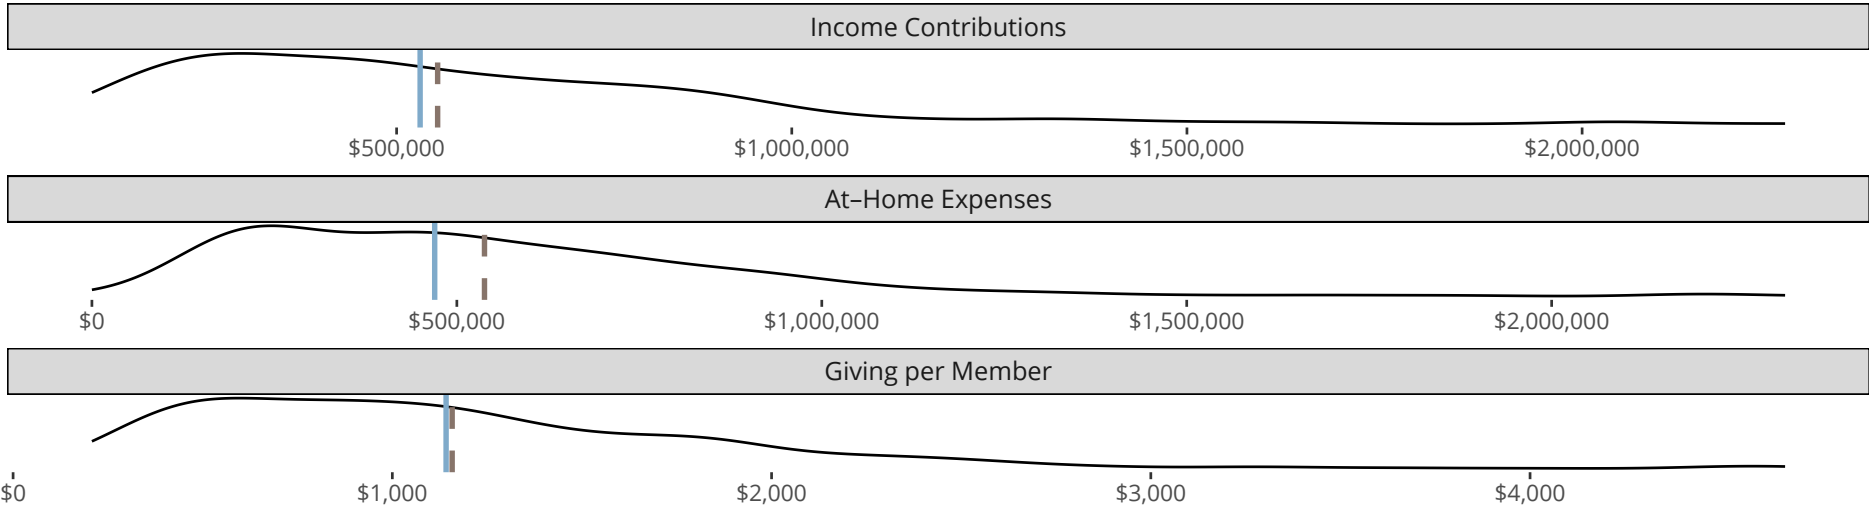 Income Contributions
$500,000 $1,000,000 $1,500,000 $2,000,000
At–Home Expenses
$0 $500,000 $1,000,000 $1,500,000 $2,000,000
Giving per Member
$0 $1,000 $2,000 $3,000 $4,000